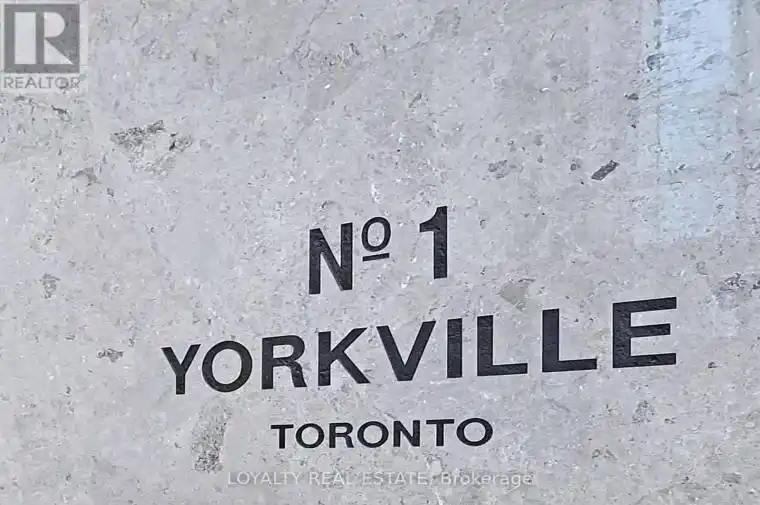 R
REALTOR
Nº 1
YORKVILLE
TORONTO
LOYALTY REAL ESTATE, Brokerage